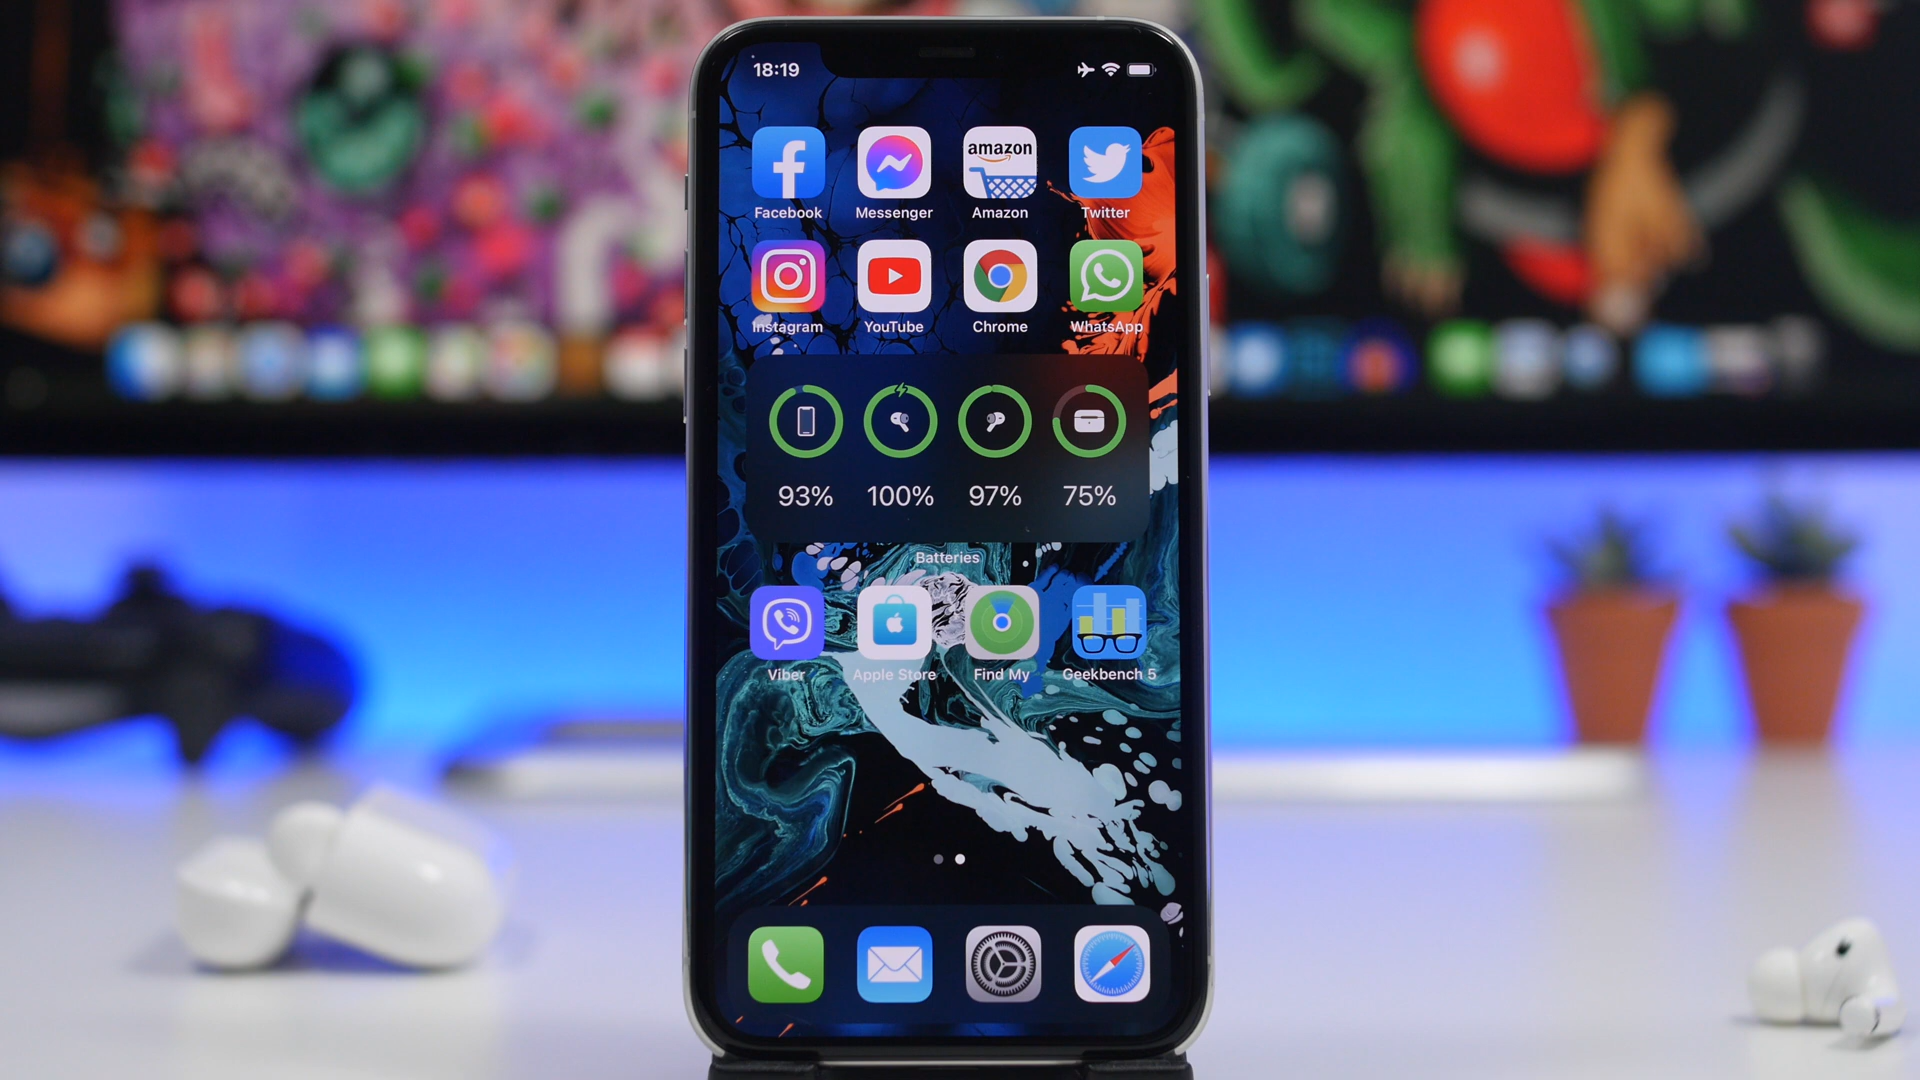 18:19
amazon
Facebook Messenger Amazon Twitter
Instagram YouTube Chrome WhatsApp
93% 100% 97% 75%
Batteries
Viber Apple Store Find My Geekbench 5